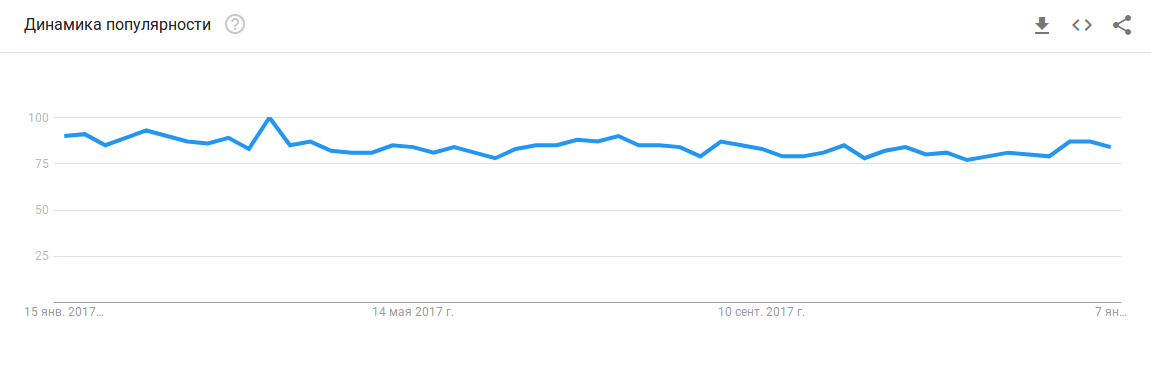 Динамика популярности
100
75
50
25
15 янв. 2017…
14 мая 2017 г.
10 сент. 2017 г.
7 ян…